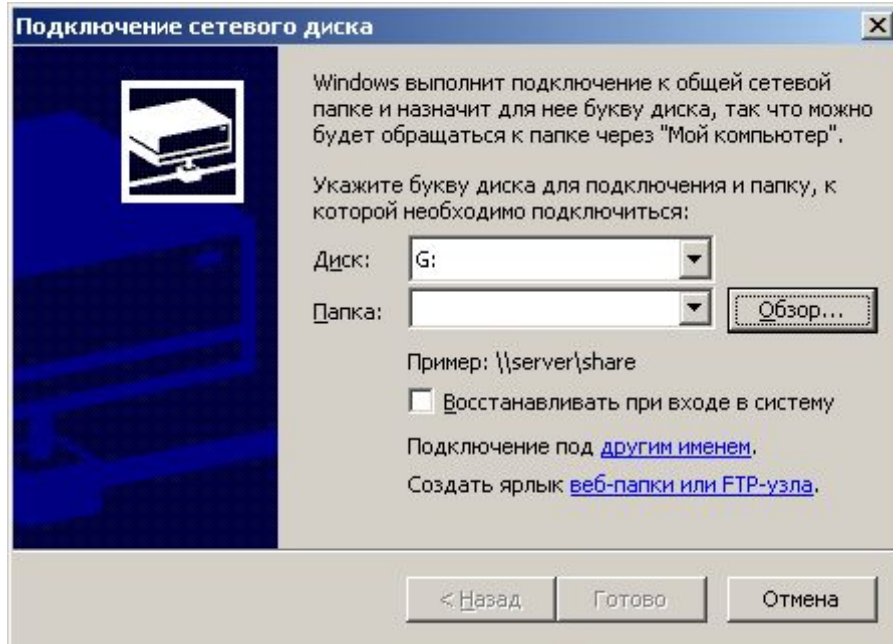 Подключение сетевого диска
Windows выполнит подключение к общей сетевой
папке и назначит для нее букву диска, так что можно
будет обращаться к папке через "Мой компьютер".
Укажите букву диска для подключения и папку, к
которой необходимо подключиться:
Диск: G:
Папка: Обзор...
Пример: \\server\share
Восстанавливать при входе в систему
Подключение под другим именем.
Создать ярлык веб-папки или FTP-узла.
< Назад Готово Отмена